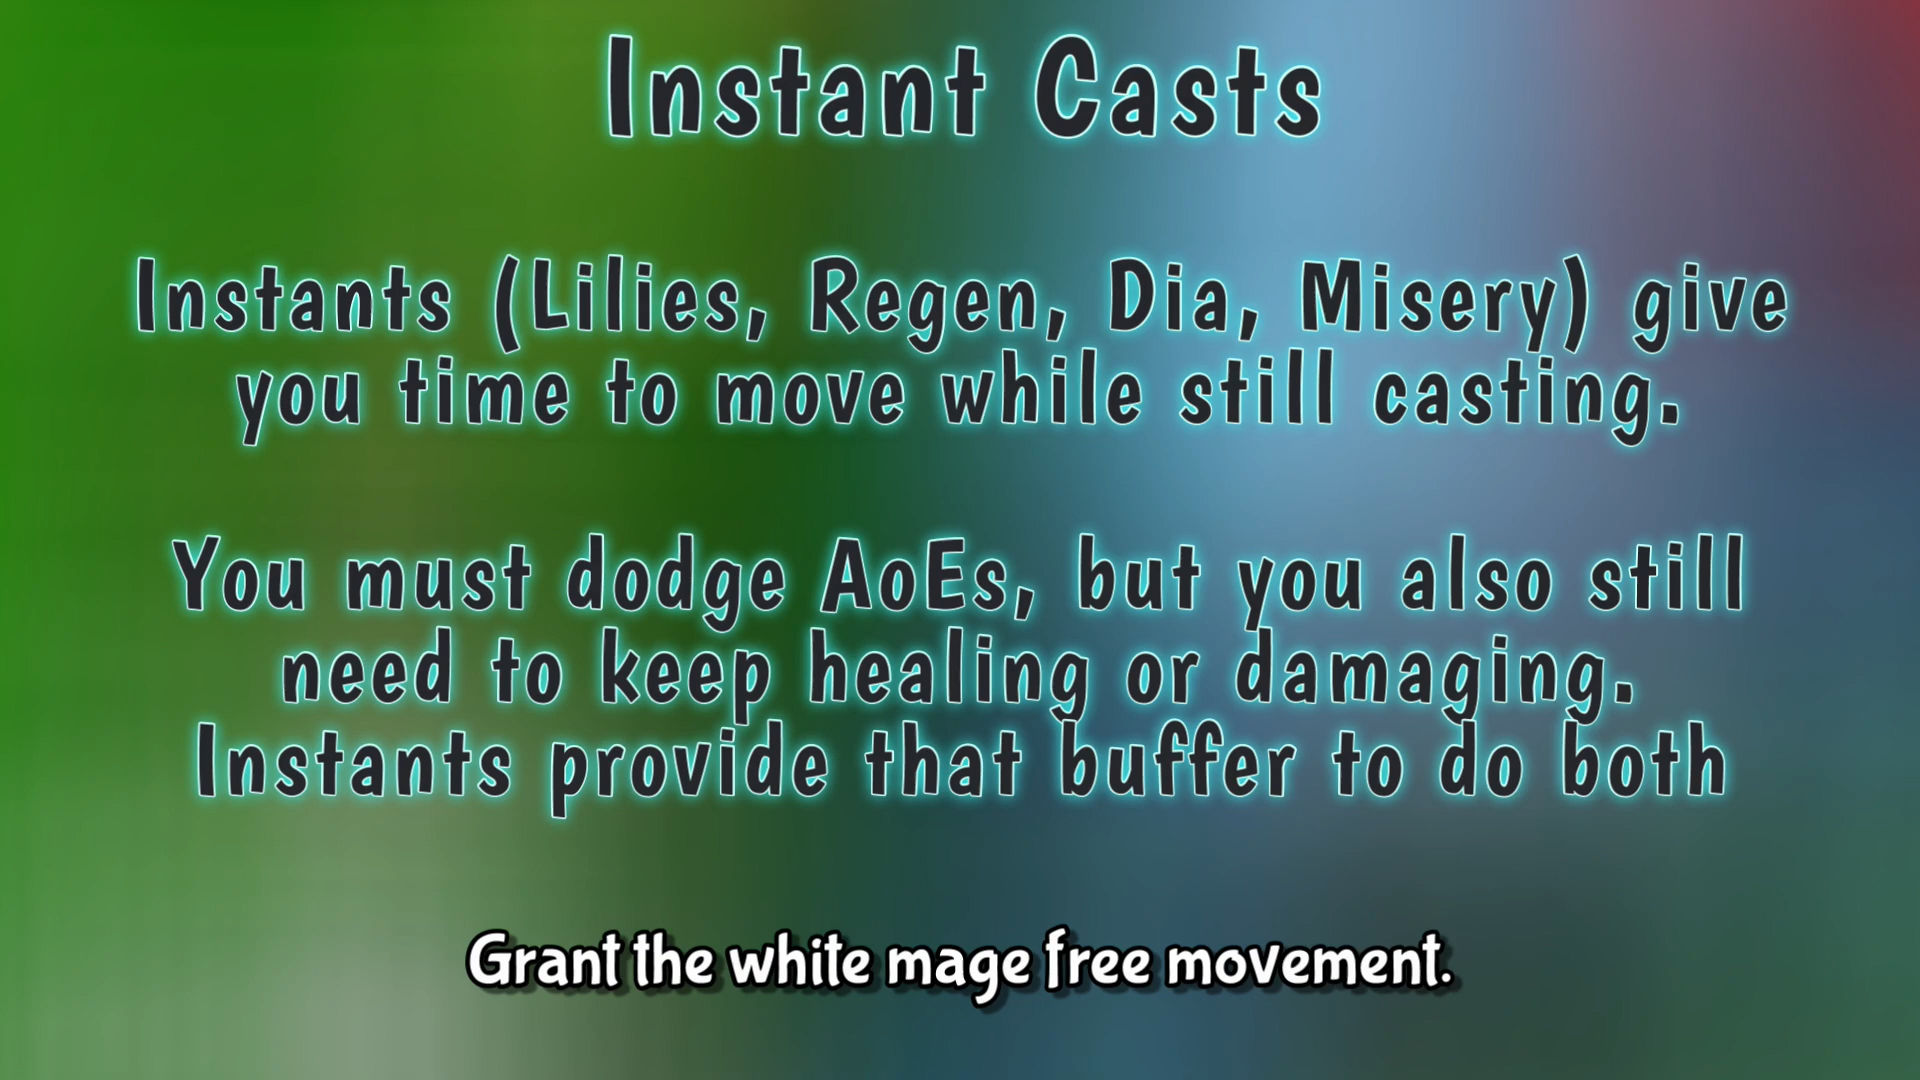 Instant Casts
Instants (Lilies, Regen, Dia, Misery) give
you time to move while still casting.
You must dodge AoEs, but you also still
need to keep healing or damaging.
Instants provide that buffer to do both
Grant the white mage free movement.